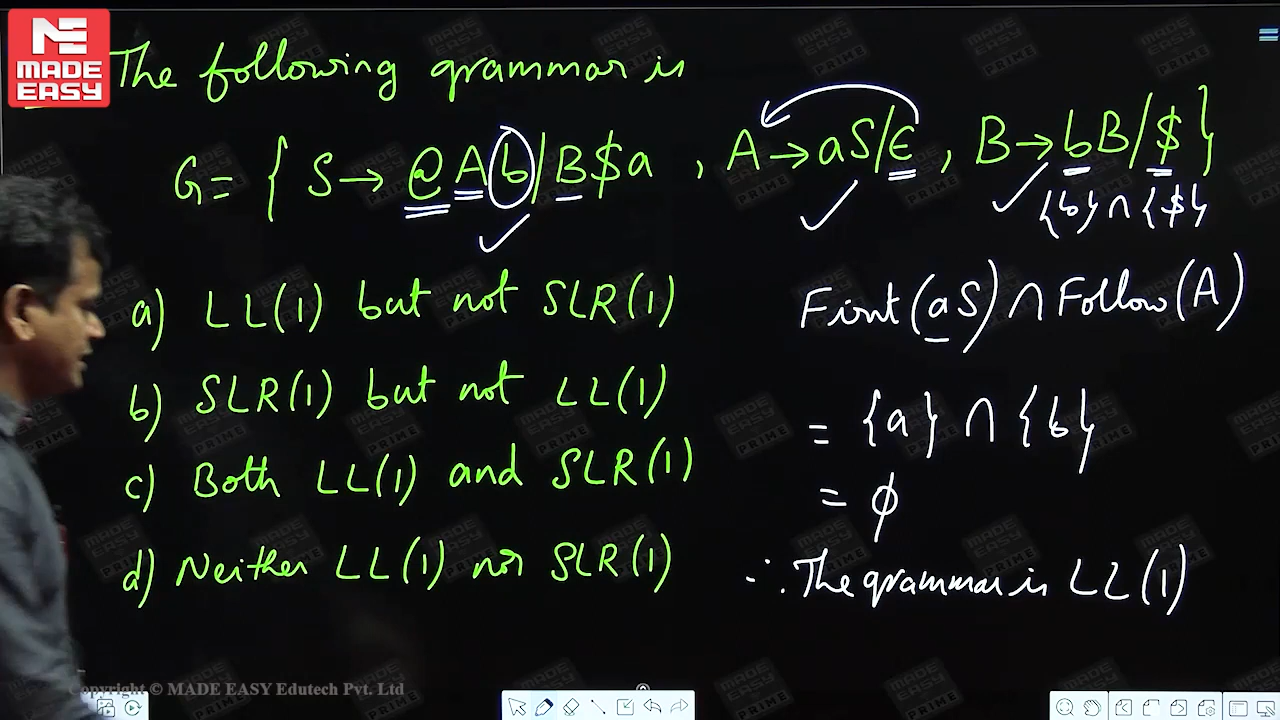 MADE
EASY
The following grammar is
G = { S → @Ab/B$a , A → aS/ϵ , B → bB/$ }
{b} ∩ {$}
a) LL(1) but not SLR(1)
b) SLR(1) but not LL(1)
c) Both LL(1) and SLR(1)
d) Neither LL(1) nor SLR(1)
First(aS) ∩ Follow(A)
= {a} ∩ {b}
= ϕ
∴ The grammar is LL(1)
Copyright © MADE EASY Edutech Pvt. Ltd